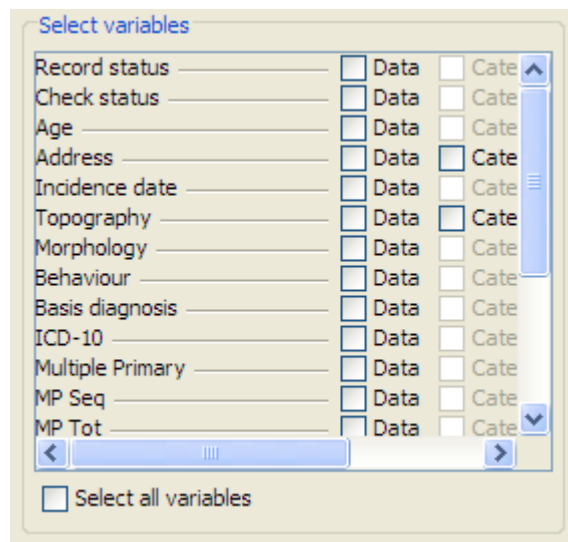 Select variables
Record status Data Cate
Check status Data Cate
Age Data Cate
Address Data Cate
Incidence date Data Cate
Topography Data Cate
Morphology Data Cate
Behaviour Data Cate
Basis diagnosis Data Cate
ICD-10 Data Cate
Multiple Primary Data Cate
MP Seq Data Cate
MP Tot Data Cate
Select all variables